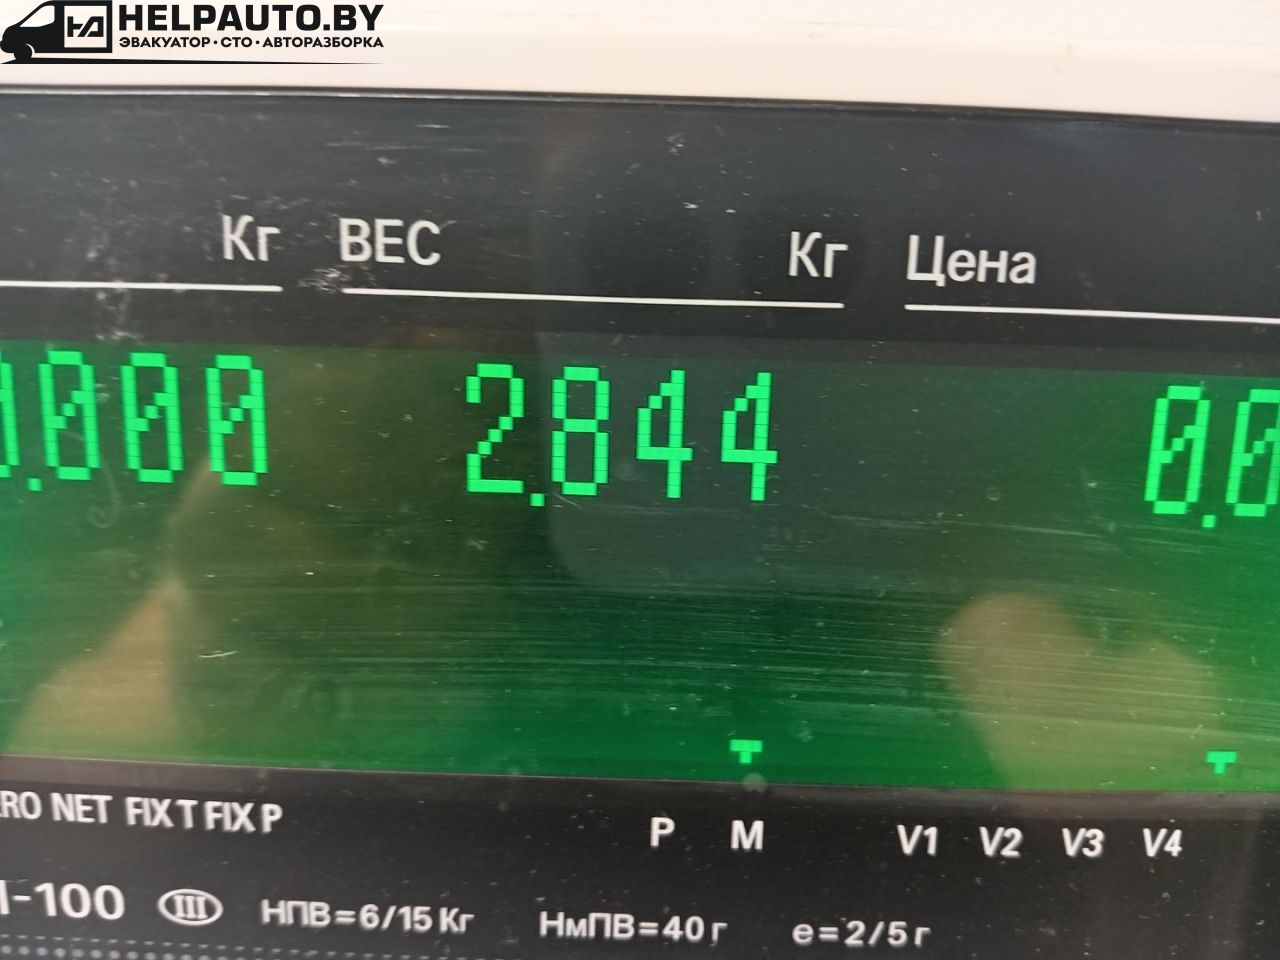 HELPAUTO.BY
ЭВАКУАТОР · СТО · АВТОРАЗБОРКА
Кг ВЕС Кг Цена
0.000 2.844 0.0
NET FIX T FIX P P M V1 V2 V3 V4
-100 III НПВ=6/15 Кг НмПВ=40 г e=2/5 г